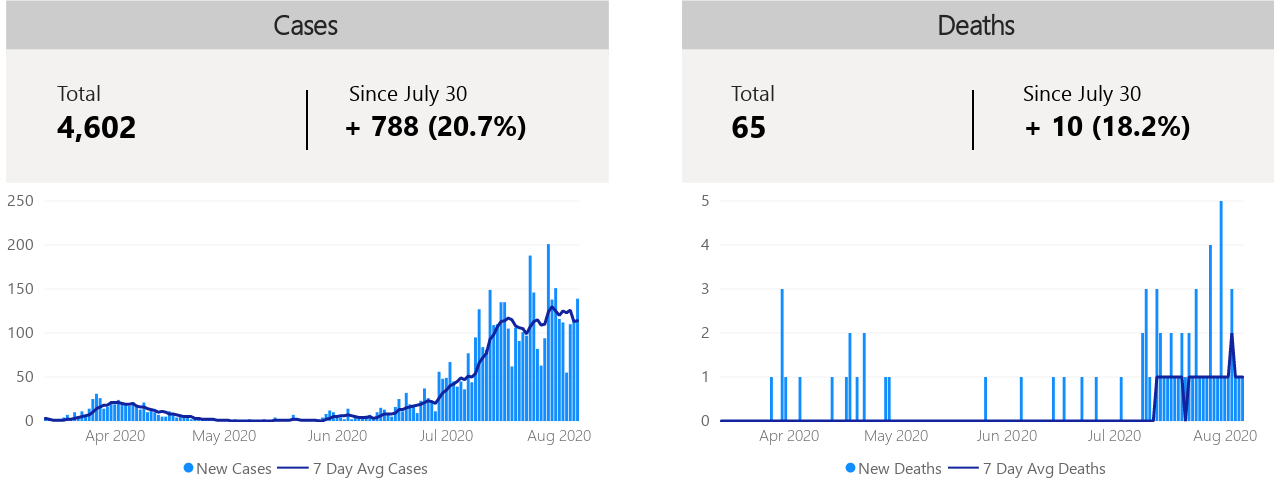 Cases
Total
4,602
Since July 30
+ 788 (20.7%)
250
200
150
100
50
0
Apr 2020 May 2020 Jun 2020 Jul 2020 Aug 2020
New Cases 7 Day Avg Cases
Deaths
Total
65
Since July 30
+ 10 (18.2%)
5
4
3
2
1
0
Apr 2020 May 2020 Jun 2020 Jul 2020 Aug 2020
New Deaths 7 Day Avg Deaths